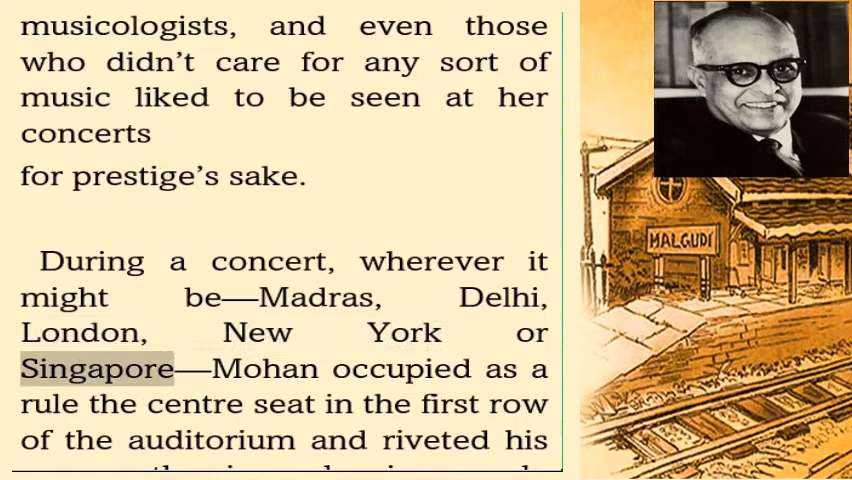 musicologists, and even those
who didn’t care for any sort of
music liked to be seen at her
concerts
for prestige’s sake.
During a concert, wherever it
might be—Madras, Delhi,
London, New York or
Singapore—Mohan occupied as a
rule the centre seat in the first row
of the auditorium and riveted his
MALGUDI